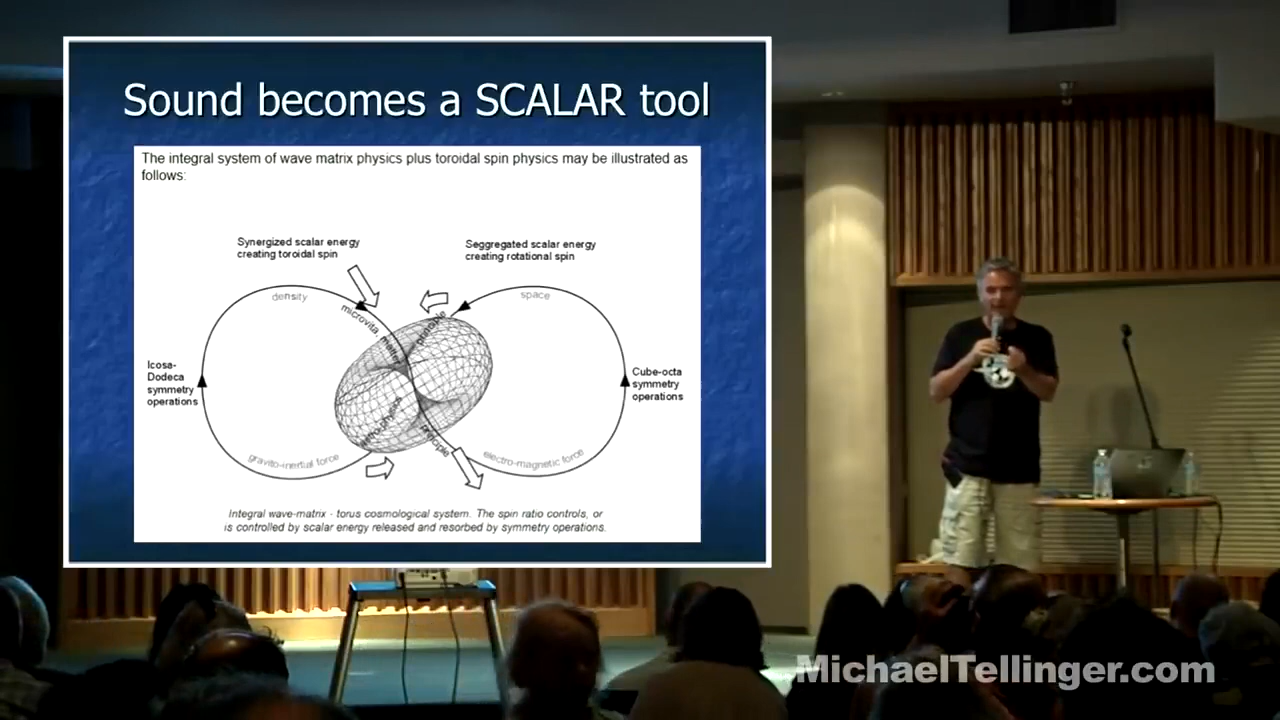 Sound becomes a SCALAR tool
The integral system of wave matrix physics plus toroidal spin physics may be illustrated as
follows:
Synergized scalar energy
creating toroidal spin
Seggregated scalar energy
creating rotational spin
density
space
microvita
Icosa-
Dodeca
symmetry
operations
Cube-octa
symmetry
operations
principle
gravito-inertial force
electro-magnetic force
Integral wave-matrix - torus cosmological system. The spin ratio controls, or
is controlled by scalar energy released and resorbed by symmetry operations.
MichaelTellinger.com